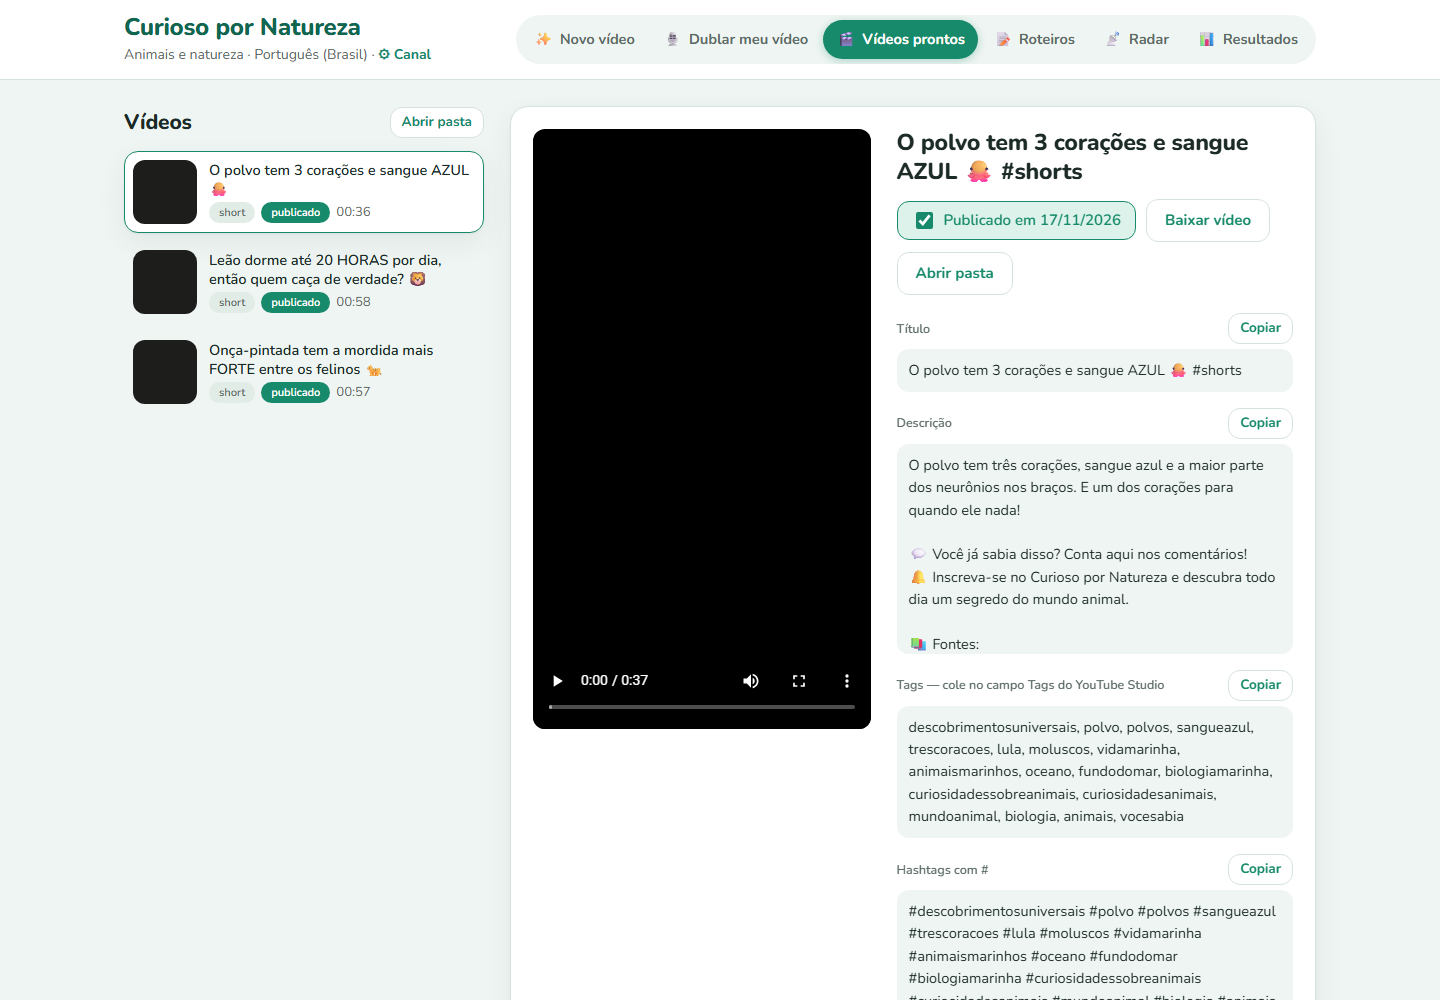 Curioso por Natureza
Animais e natureza · Português (Brasil) · ⚙ Canal
✨ Novo vídeo
🎙 Dublar meu vídeo
🎬 Vídeos prontos
📝 Roteiros
📡 Radar
📊 Resultados
Vídeos
Abrir pasta
O polvo tem 3 corações e sangue AZUL
🐙
short publicado 00:36
Leão dorme até 20 HORAS por dia,
então quem caça de verdade? 🦁
short publicado 00:58
Onça-pintada tem a mordida mais
FORTE entre os felinos 🐆
short publicado 00:57
0:00 / 0:37
O polvo tem 3 corações e sangue
AZUL 🐙 #shorts
Publicado em 17/11/2026
Baixar vídeo
Abrir pasta
Título
Copiar
O polvo tem 3 corações e sangue AZUL 🐙 #shorts
Descrição
Copiar
O polvo tem três corações, sangue azul e a maior parte
dos neurônios nos braços. E um dos corações para
quando ele nada!
💬 Você já sabia disso? Conta aqui nos comentários!
🔔 Inscreva-se no Curioso por Natureza e descubra todo
dia um segredo do mundo animal.
📚 Fontes:
Tags — cole no campo Tags do YouTube Studio
Copiar
descobrimentosuniversais, polvo, polvos, sangueazul,
trescoracoes, lula, moluscos, vidamarinha,
animaismarinhos, oceano, fundodomar, biologiamarinha,
curiosidadessobreanimais, curiosidadesanimais,
mundoanimal, biologia, animais, vocesabia
Hashtags com #
Copiar
#descobrimentosuniversais #polvo #polvos #sangueazul
#trescoracoes #lula #moluscos #vidamarinha
#animaismarinhos #oceano #fundodomar
#biologiamarinha #curiosidadessobreanimais
#curiosidadesanimais #mundoanimal #biologia #animais